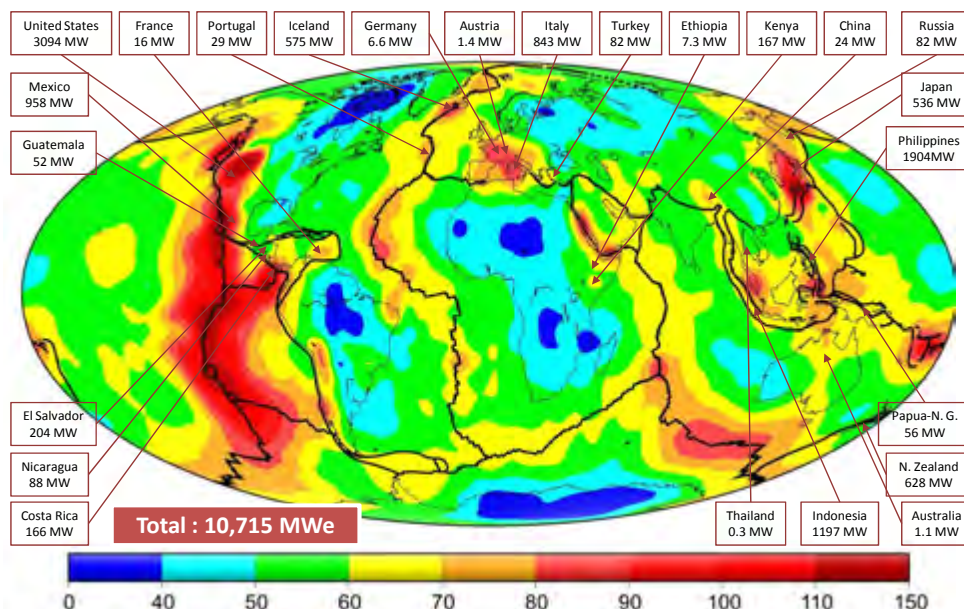 United States
3094 MW
France
16 MW
Portugal
29 MW
Iceland
575 MW
Germany
6.6 MW
Austria
1.4 MW
Italy
843 MW
Turkey
82 MW
Ethiopia
7.3 MW
Kenya
167 MW
China
24 MW
Russia
82 MW
Mexico
958 MW
Japan
536 MW
Guatemala
52 MW
Philippines
1904MW
El Salvador
204 MW
Papua-N. G.
56 MW
Nicaragua
88 MW
N. Zealand
628 MW
Costa Rica
166 MW
Total : 10,715 MWe
Thailand
0.3 MW
Indonesia
1197 MW
Australia
1.1 MW
0 40 50 60 70 80 90 100 110 150